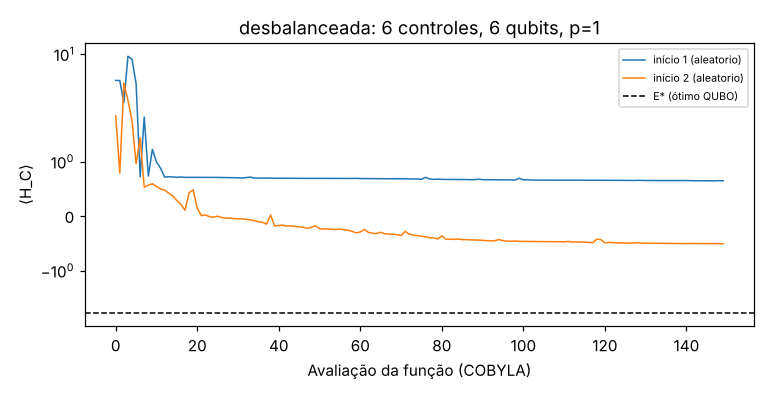 desbalanceada: 6 controles, 6 qubits, p=1
início 1 (aleatorio)
início 2 (aleatorio)
E* (ótimo QUBO)
⟨H_C⟩
10¹
10⁰
0
−10⁰
0 20 40 60 80 100 120 140
Avaliação da função (COBYLA)